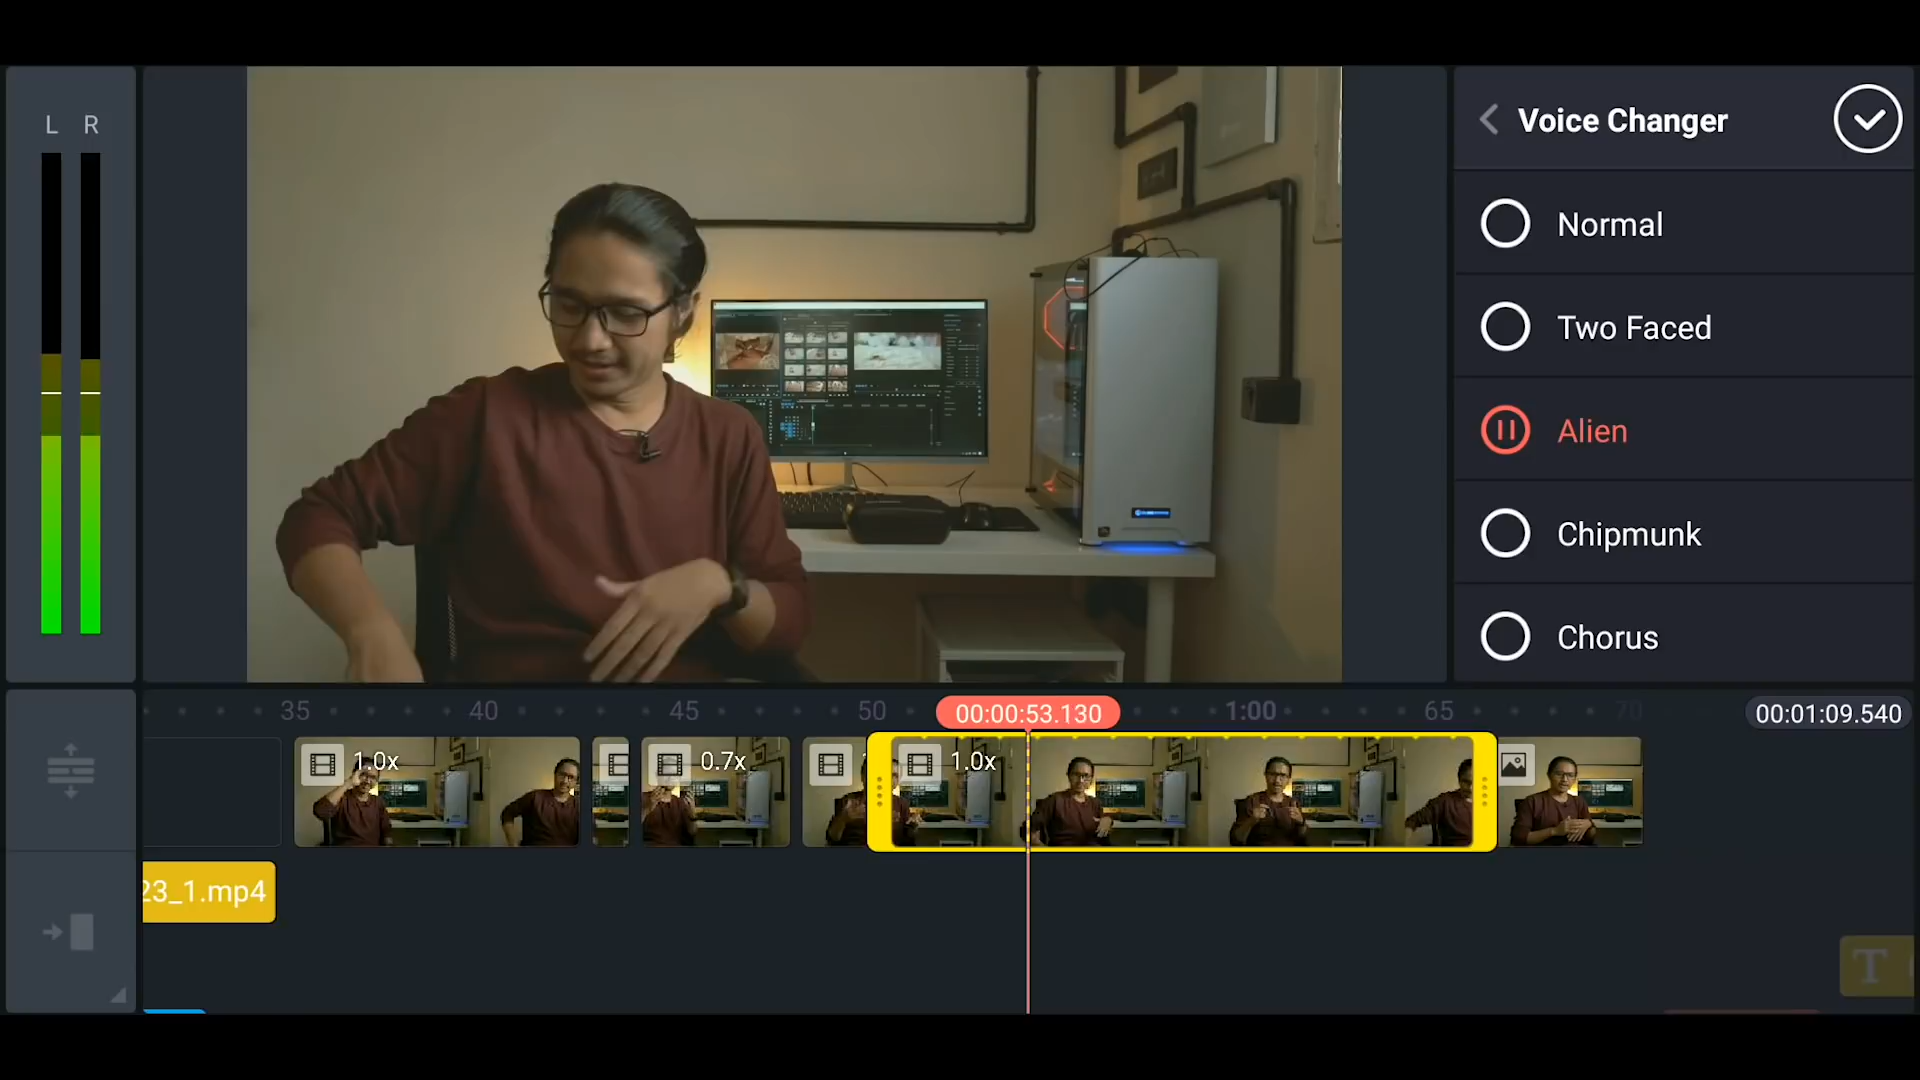 L R
Voice Changer
Normal
Two Faced
Alien
Chipmunk
Chorus
35 40 45 50 00:00:53.130 1:00 65 70 00:01:09.540
1.0x 0.7x 1.0x
23_1.mp4
T